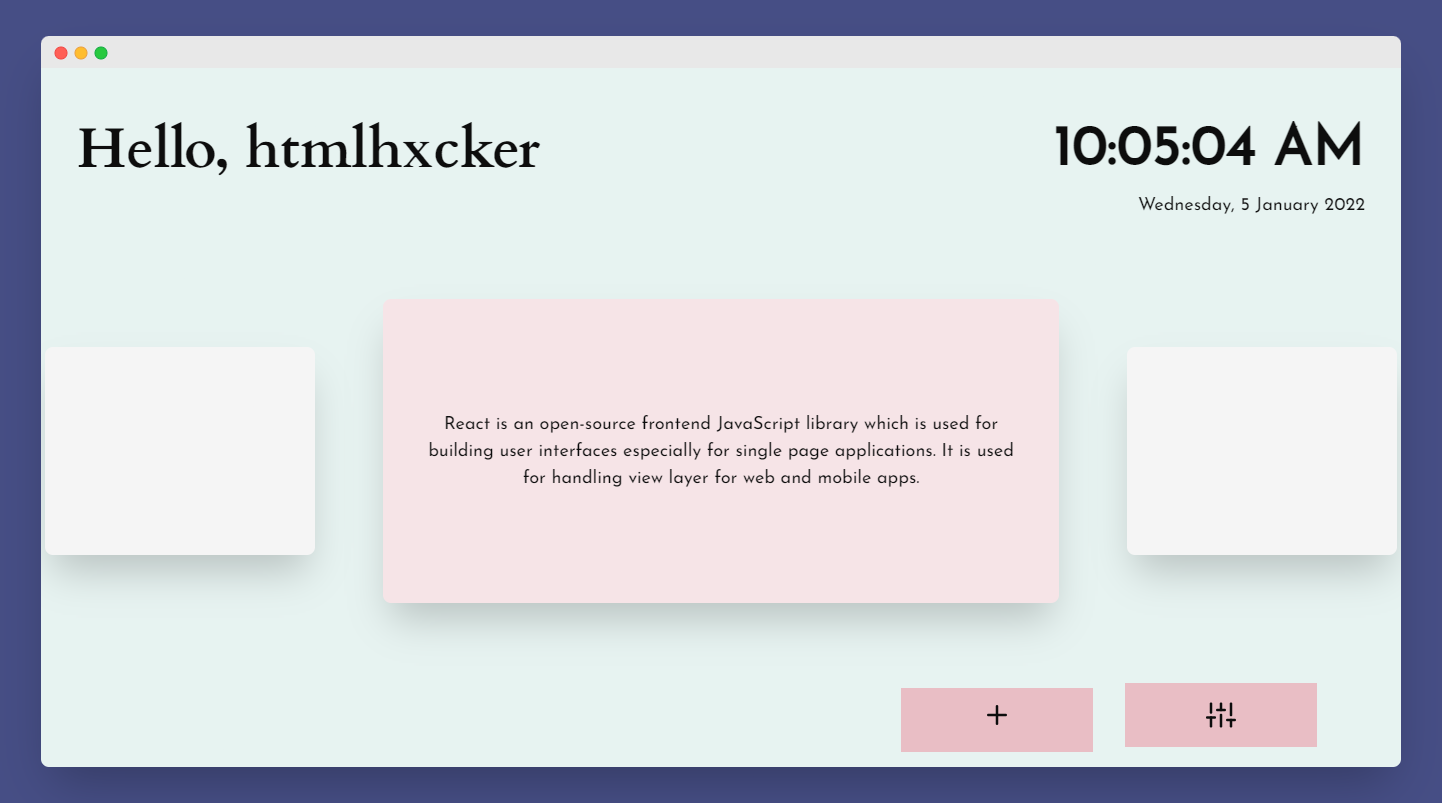 Hello, htmlhxcker
10:05:04 AM
Wednesday, 5 January 2022
React is an open-source frontend JavaScript library which is used for
building user interfaces especially for single page applications. It is used
for handling view layer for web and mobile apps.